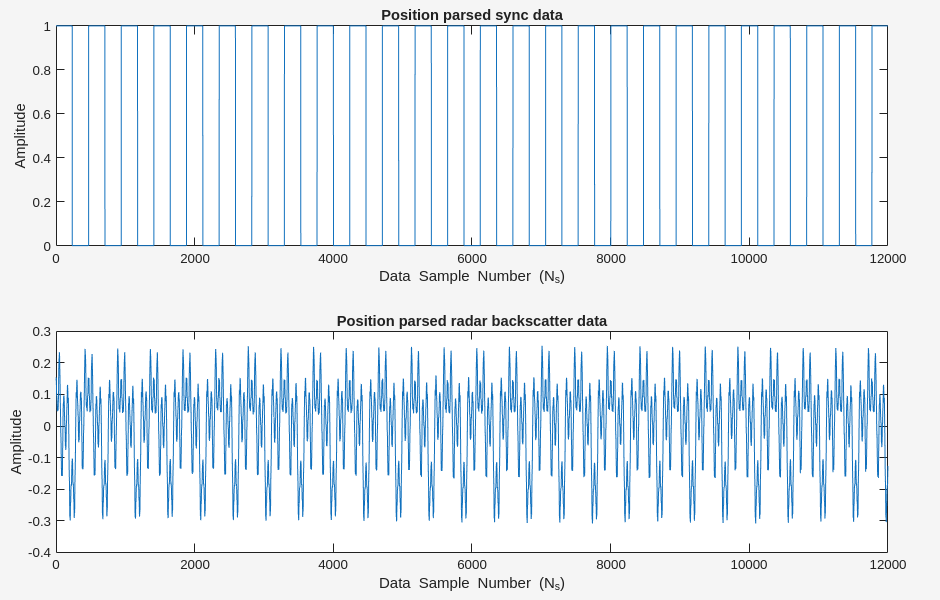 Position parsed sync data
Amplitude
1
0.8
0.6
0.4
0.2
0
0 2000 4000 6000 8000 10000 12000
Data Sample Number (Nₛ)
Position parsed radar backscatter data
Amplitude
0.3
0.2
0.1
0
-0.1
-0.2
-0.3
-0.4
0 2000 4000 6000 8000 10000 12000
Data Sample Number (Nₛ)